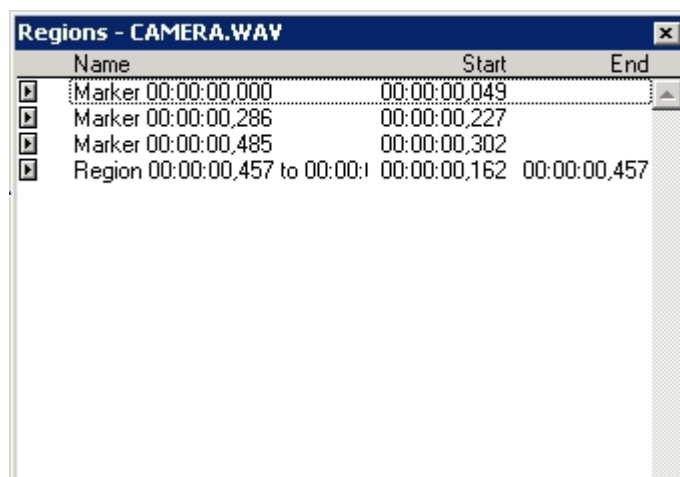 Regions - CAMERA.WAV
Name Start End
Marker 00:00:00,000 00:00:00,049
Marker 00:00:00,286 00:00:00,227
Marker 00:00:00,485 00:00:00,302
Region 00:00:00,457 to 00:00: 00:00:00,162 00:00:00,457